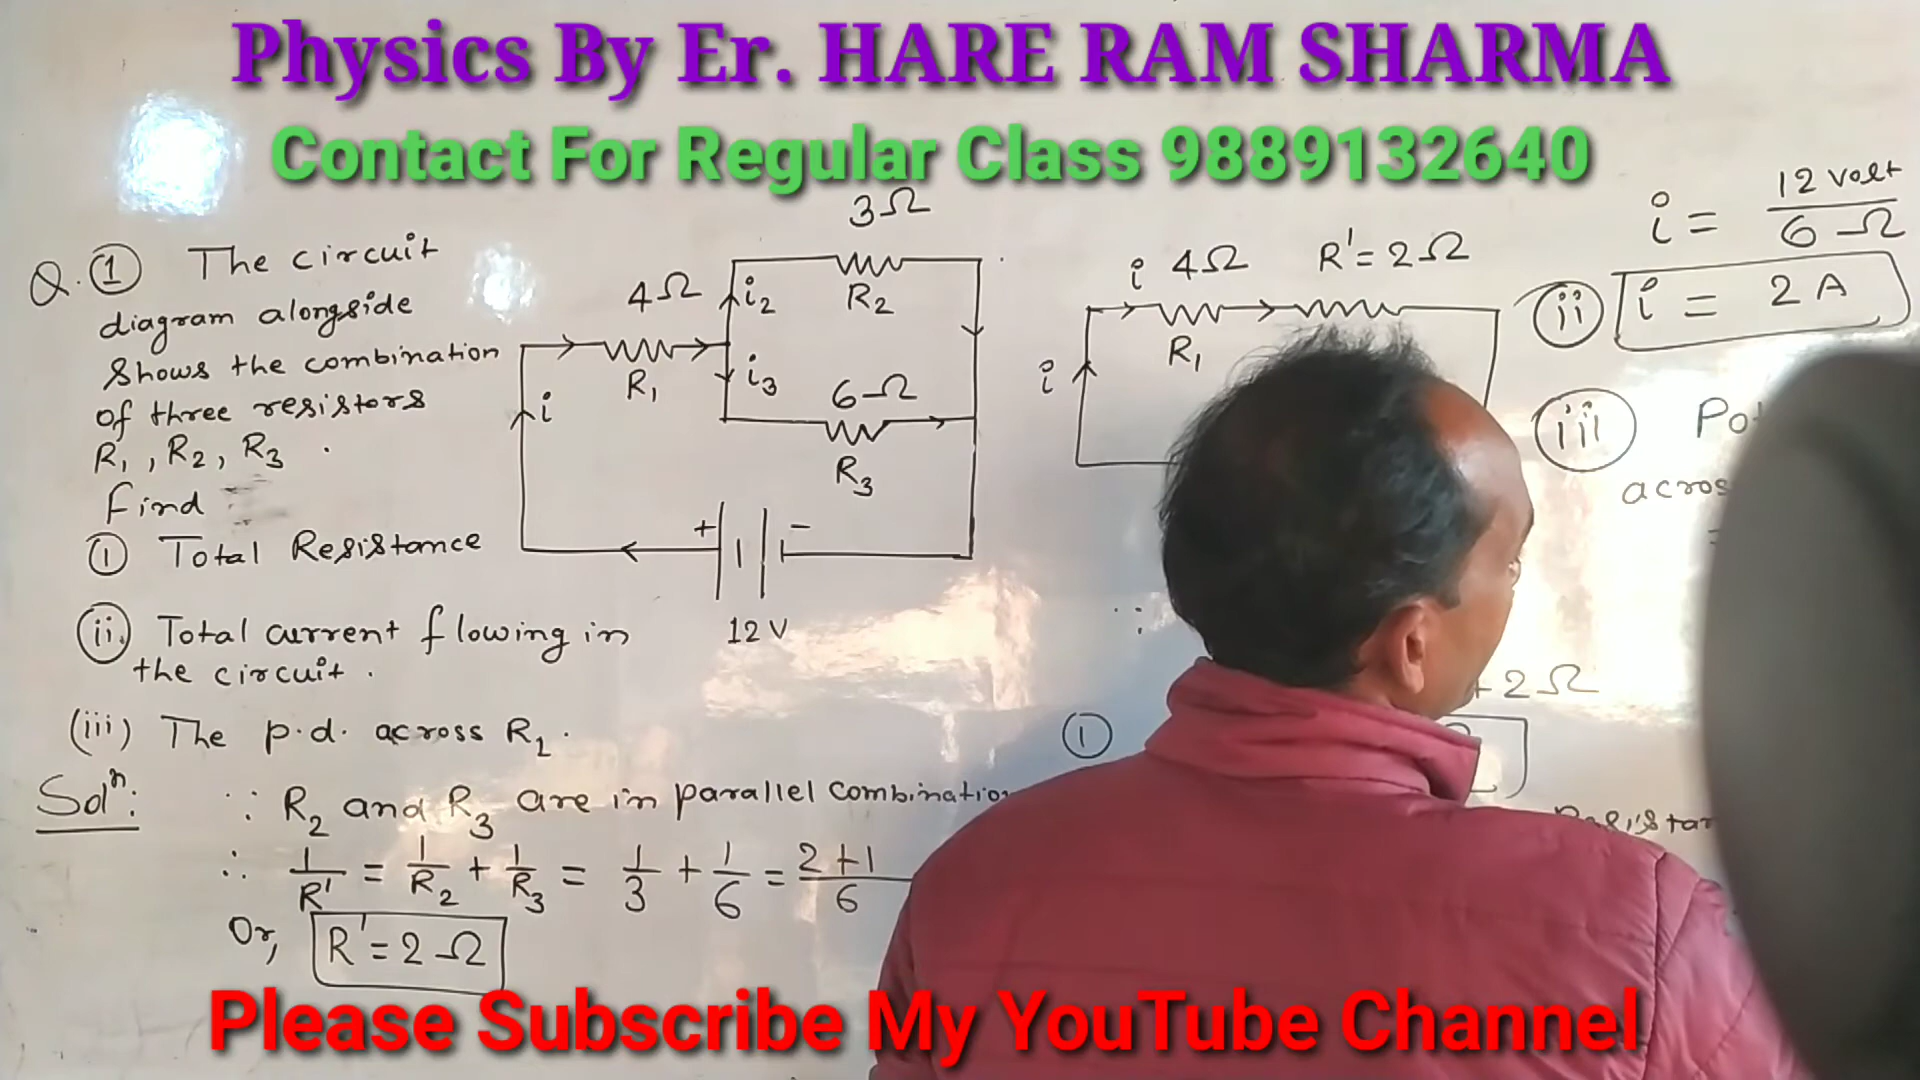 Physics By Er. HARE RAM SHARMA
Contact For Regular Class 9889132640
Q. ① The circuit
diagram alongside
Shows the combination
of three resistors
R₁, R₂, R₃.
Find
① Total Resistance
(ii) Total current flowing in
the circuit.
(iii) The p.d. across R₁.
3Ω
R₂
4Ω
R₁
i₂
i₃
6Ω
R₃
i
+ -
12 V
i 4Ω R' = 2Ω
R₁
i
i = 12 volt / 6 Ω
(ii) i = 2 A
(iii)
∵
+ 2Ω
①
Solⁿ: ∵ R₂ and R₃ are in parallel
∴ 1/R' = 1/R₂ + 1/R₃ = 1/3 + 1/6 = 2+1/6
Or, R' = 2 Ω
Please Subscribe My YouTube Channel